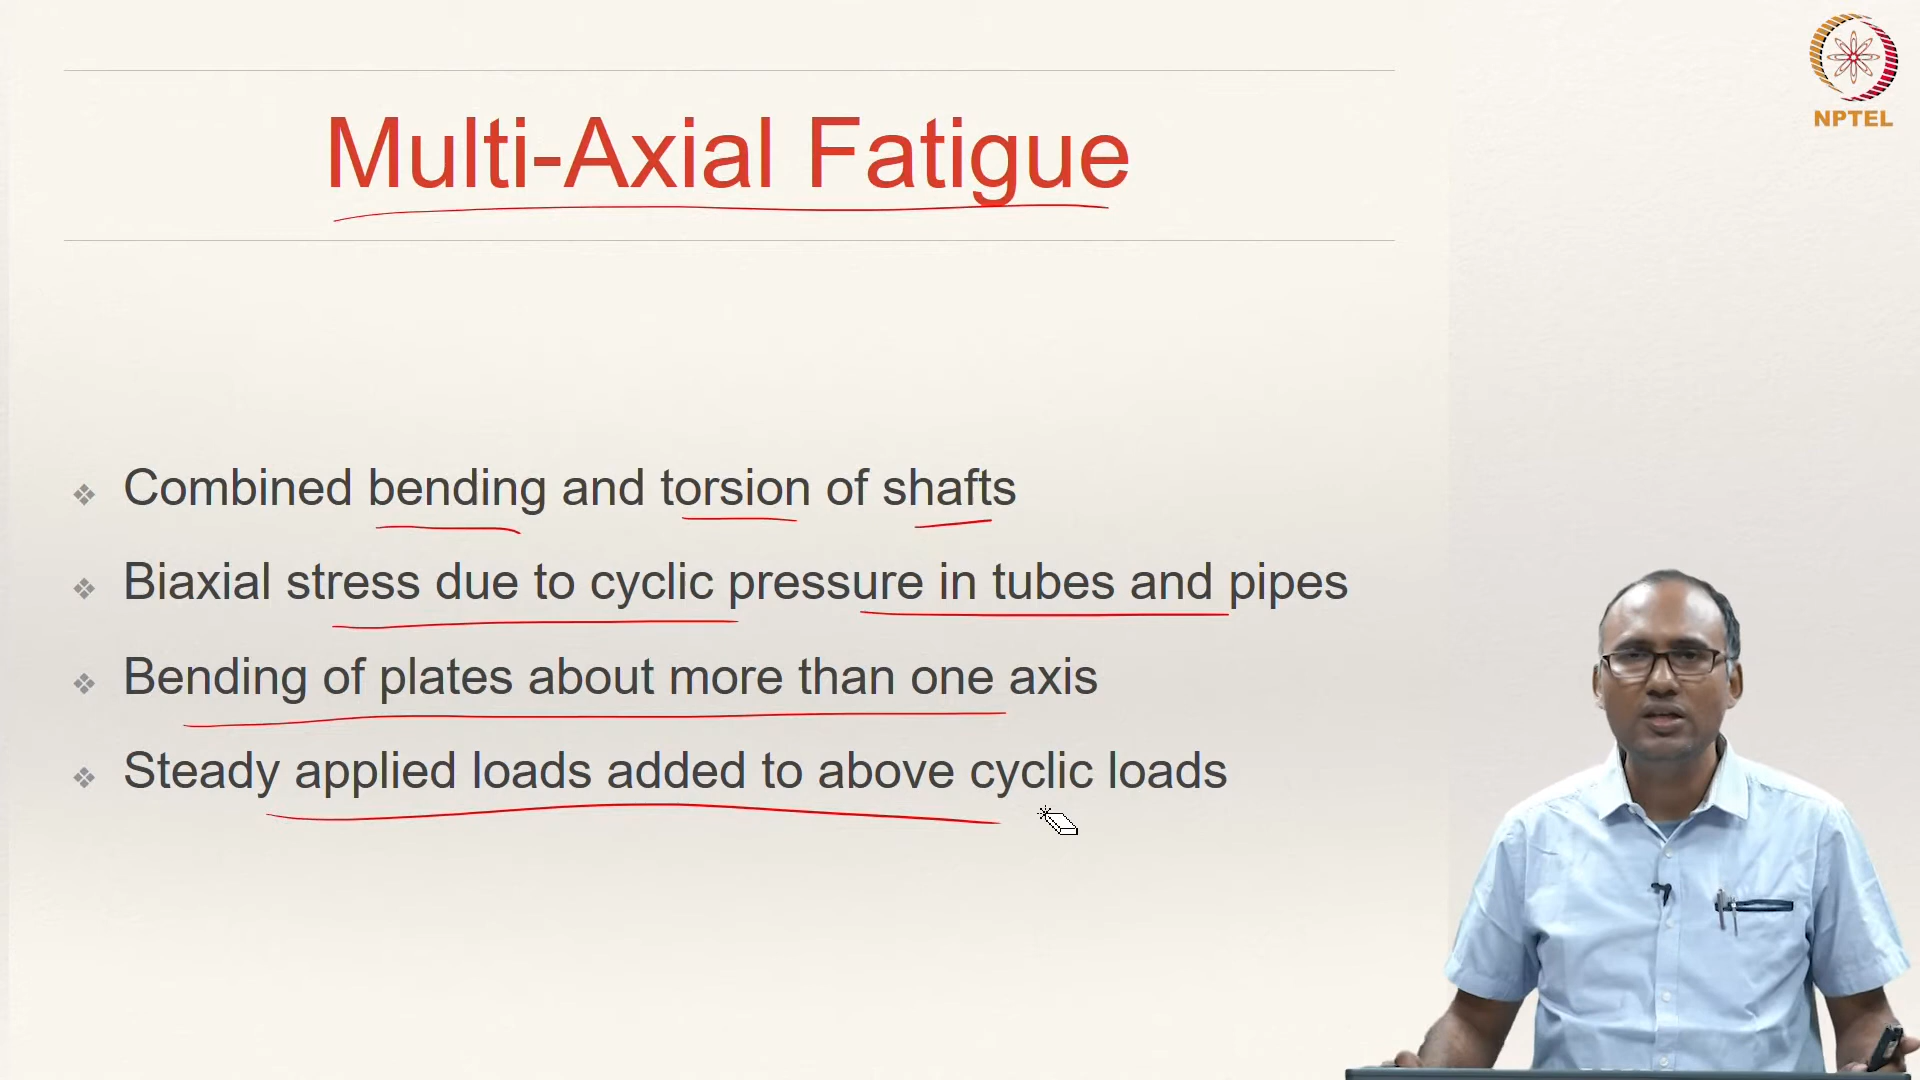 NPTEL
Multi-Axial Fatigue
Combined bending and torsion of shafts
Biaxial stress due to cyclic pressure in tubes and pipes
Bending of plates about more than one axis
Steady applied loads added to above cyclic loads